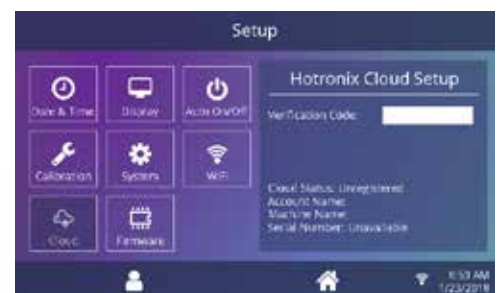 Setup
Date & Time
Display
Auto On/Off
Calibration
System
WiFi
Cloud
Firmware
Hotronix Cloud Setup
Verification Code:
Cloud Status: Unregistered
Account Name:
Machine Name:
Serial Number: Unavailable
8:53 AM
1/23/2018